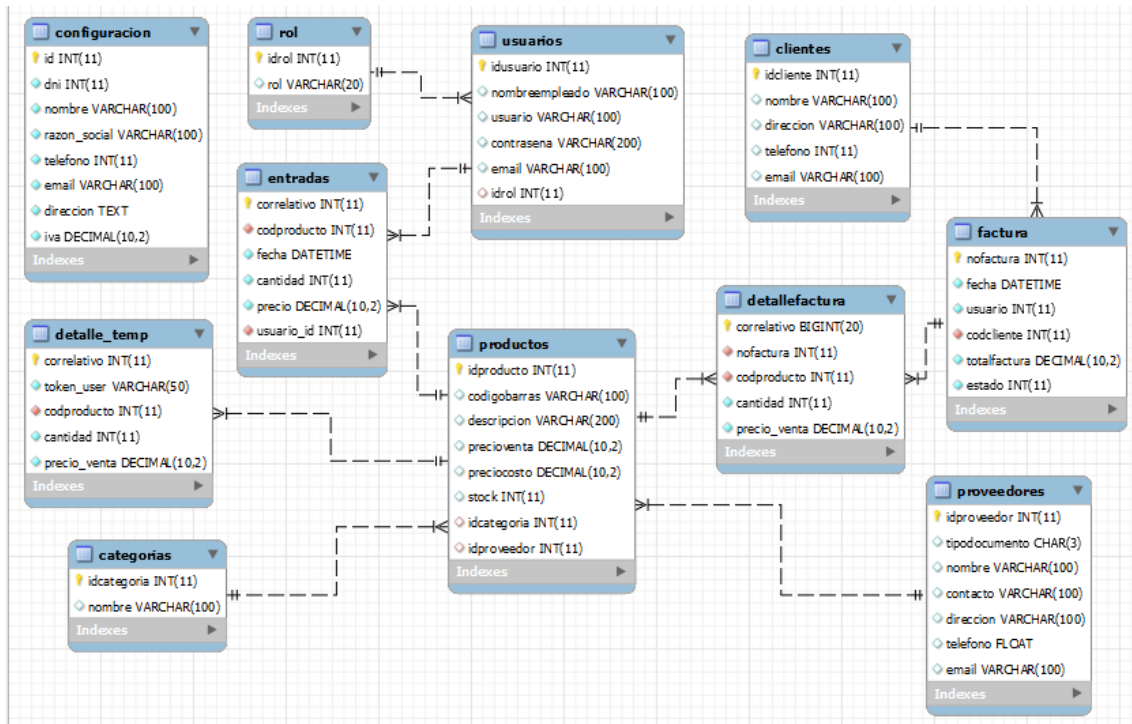 configuracion
id INT(11)
dni INT(11)
nombre VARCHAR(100)
razon_social VARCHAR(100)
telefono INT(11)
email VARCHAR(100)
direccion TEXT
iva DECIMAL(10,2)
Indexes
rol
idrol INT(11)
rol VARCHAR(20)
Indexes
usuarios
idusuario INT(11)
nombreempleado VARCHAR(100)
usuario VARCHAR(100)
contrasena VARCHAR(200)
email VARCHAR(100)
idrol INT(11)
Indexes
clientes
idcliente INT(11)
nombre VARCHAR(100)
direccion VARCHAR(100)
telefono INT(11)
email VARCHAR(100)
Indexes
entradas
correlativo INT(11)
codproducto INT(11)
fecha DATETIME
cantidad INT(11)
precio DECIMAL(10,2)
usuario_id INT(11)
Indexes
factura
nofactura INT(11)
fecha DATETIME
usuario INT(11)
codcliente INT(11)
totalfactura DECIMAL(10,2)
estado INT(11)
Indexes
detallefactura
correlativo BIGINT(20)
nofactura INT(11)
codproducto INT(11)
cantidad INT(11)
precio_venta DECIMAL(10,2)
Indexes
detalle_temp
correlativo INT(11)
token_user VARCHAR(50)
codproducto INT(11)
cantidad INT(11)
precio_venta DECIMAL(10,2)
Indexes
productos
idproducto INT(11)
codigobarras VARCHAR(100)
descripcion VARCHAR(200)
precioventa DECIMAL(10,2)
preciocosto DECIMAL(10,2)
stock INT(11)
idcategoria INT(11)
idproveedor INT(11)
Indexes
proveedores
idproveedor INT(11)
tipodocumento CHAR(3)
nombre VARCHAR(100)
contacto VARCHAR(100)
direccion VARCHAR(100)
telefono FLOAT
email VARCHAR(100)
Indexes
categorias
idcategoria INT(11)
nombre VARCHAR(100)
Indexes